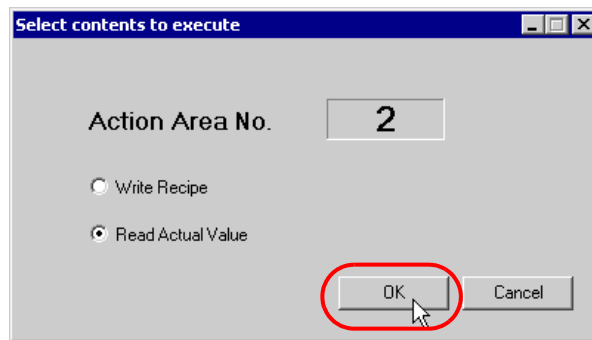 Select contents to execute
Action Area No. 2
Write Recipe
Read Actual Value
OK Cancel